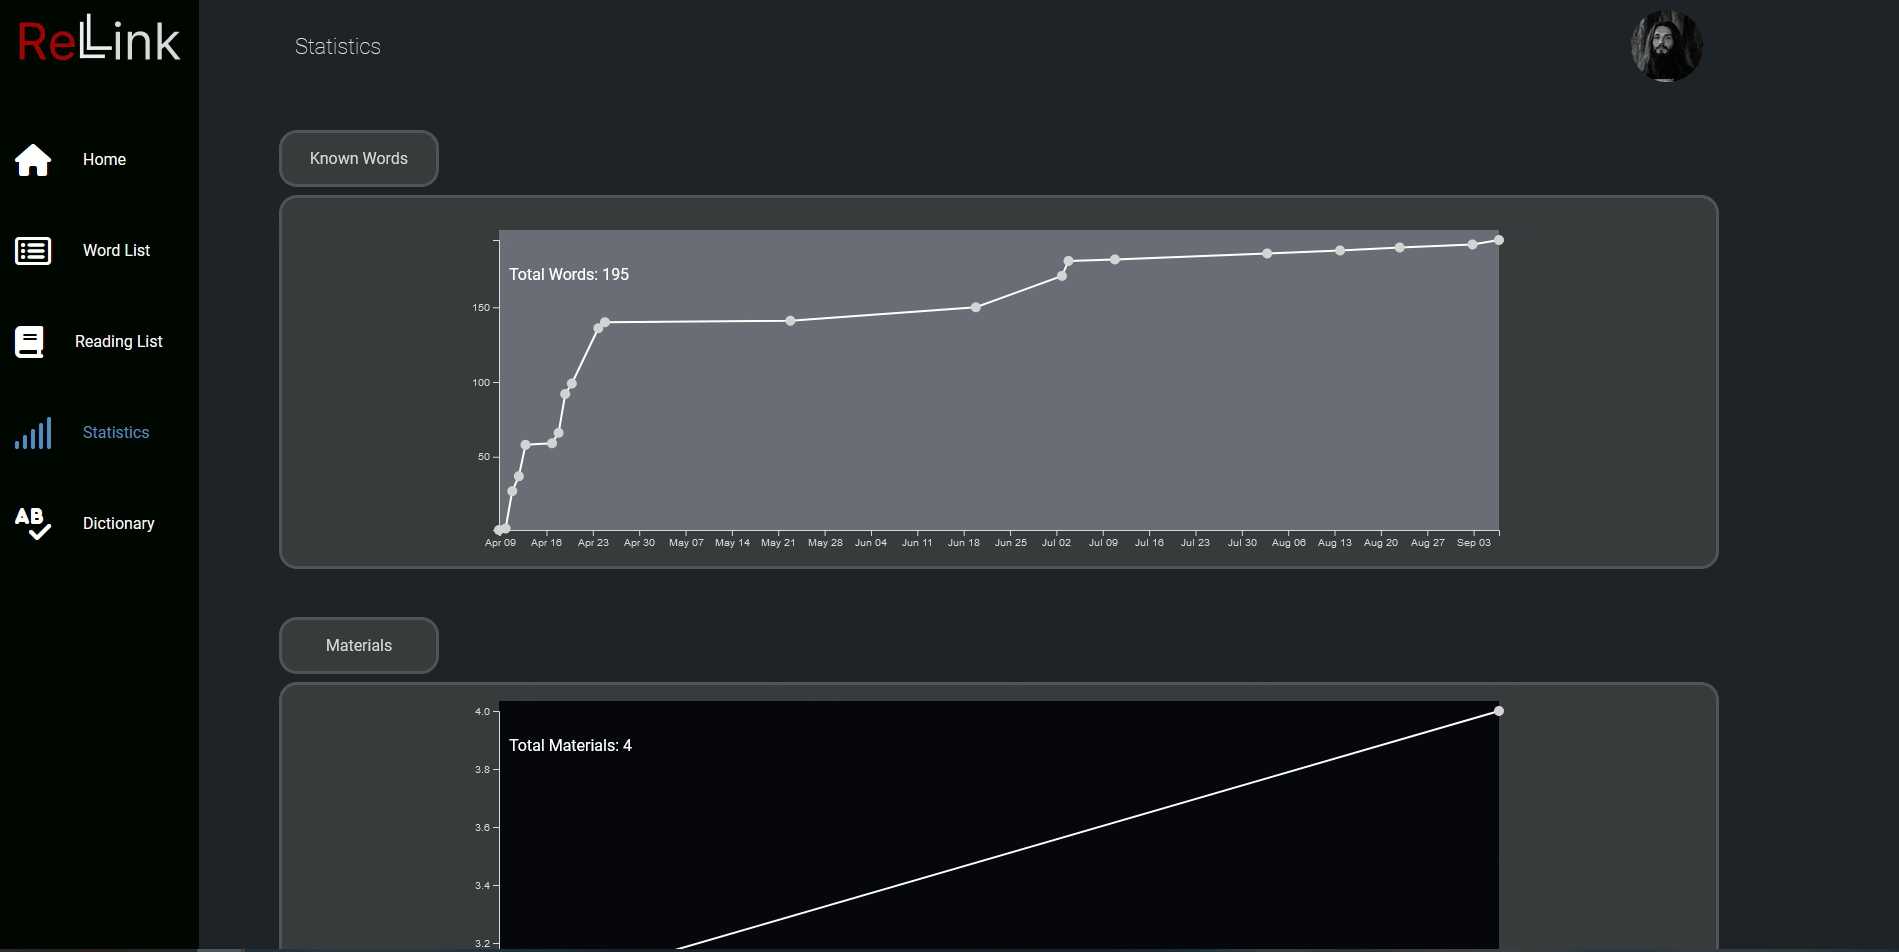 RelLink
Statistics
Home
Word List
Reading List
Statistics
Dictionary
Known Words
Total Words: 195
150
100
50
Apr 09 Apr 16 Apr 23 Apr 30 May 07 May 14 May 21 May 28 Jun 04 Jun 11 Jun 18 Jun 25 Jul 02 Jul 09 Jul 16 Jul 23 Jul 30 Aug 06 Aug 13 Aug 20 Aug 27 Sep 03
Materials
4.0
Total Materials: 4
3.8
3.6
3.4
3.2
AB